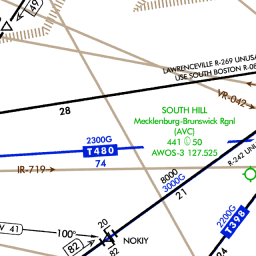 49
LAWRENCEVILLE R-269 UNUSA
USE SOUTH BOSTON R-08
VR-042
28
SOUTH HILL
Mecklenburg-Brunswick Rgnl
(AVC)
441 Ⓛ 50
AWOS-3 127.525
2300G
T480
74
R-242 UNU
IR-719
8000
3000G
21
2200G
T398
24
V 41
100°
20
82
NOKIY
82